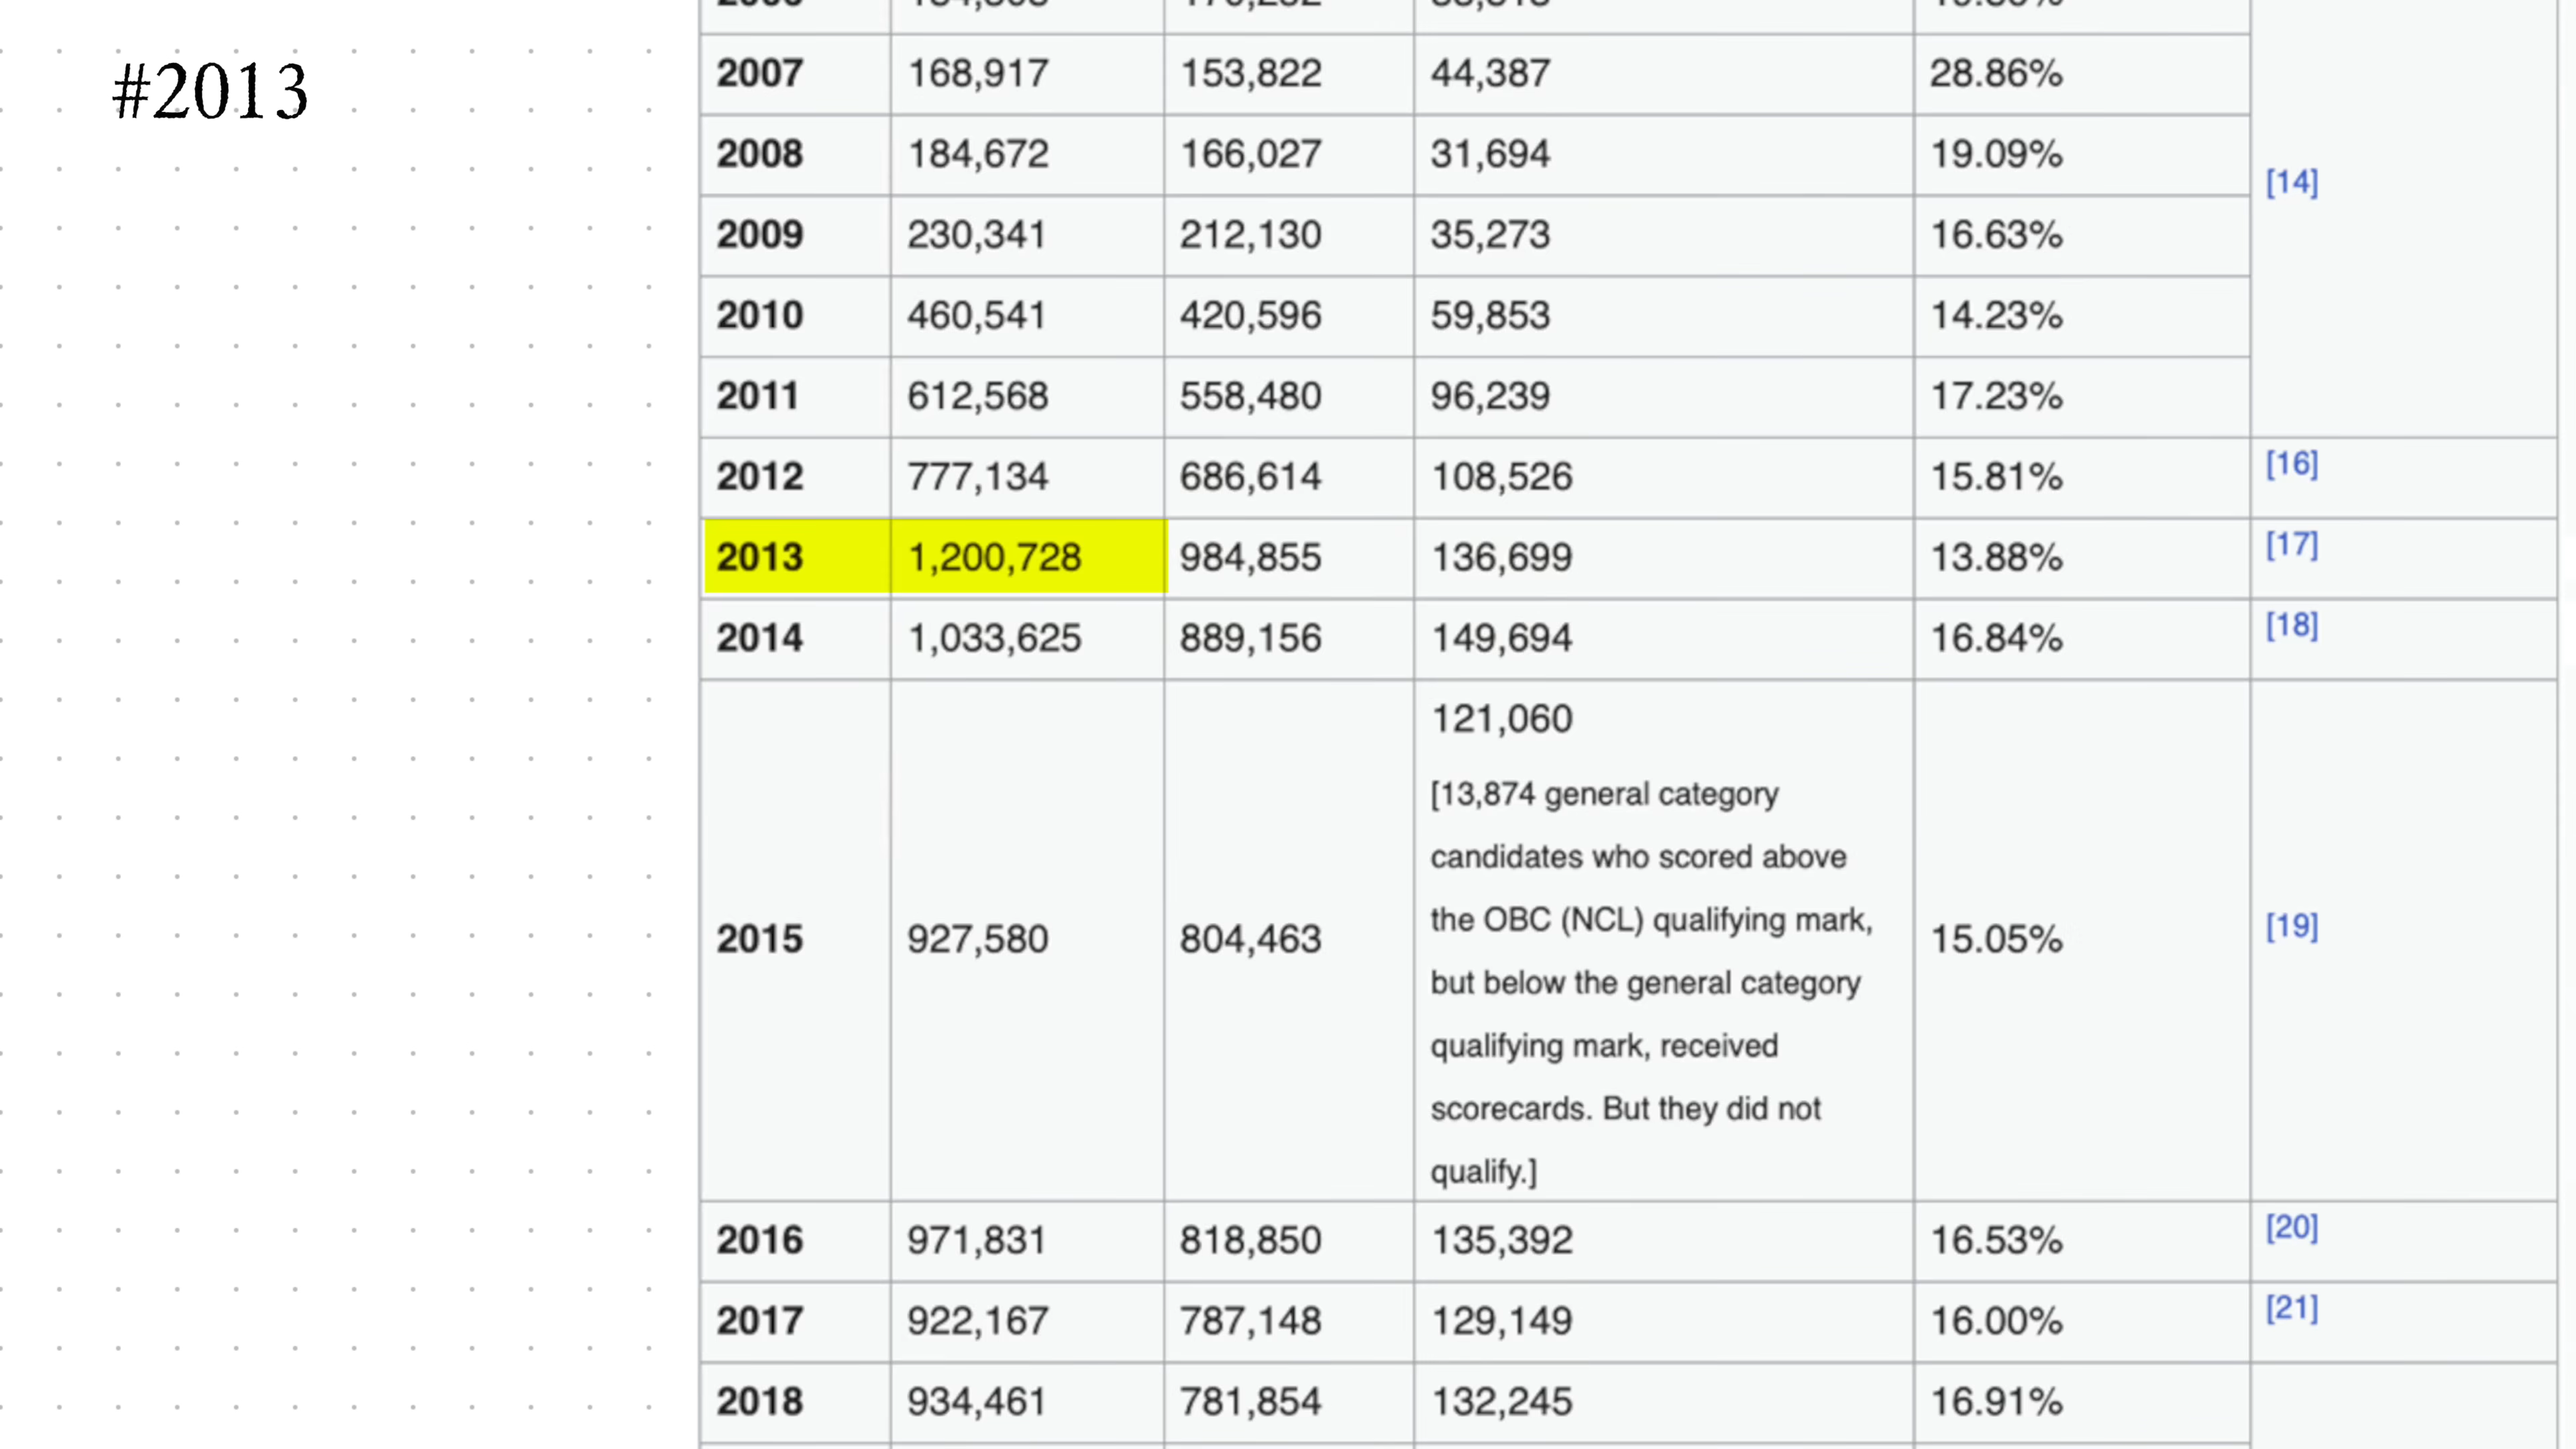 #2013
2007 168,917 153,822 44,387 28.86%
2008 184,672 166,027 31,694 19.09% [14]
2009 230,341 212,130 35,273 16.63%
2010 460,541 420,596 59,853 14.23%
2011 612,568 558,480 96,239 17.23%
2012 777,134 686,614 108,526 15.81% [16]
2013 1,200,728 984,855 136,699 13.88% [17]
2014 1,033,625 889,156 149,694 16.84% [18]
121,060
[13,874 general category
candidates who scored above
the OBC (NCL) qualifying mark,
2015 927,580 804,463 15.05% [19]
but below the general category
qualifying mark, received
scorecards. But they did not
qualify.]
2016 971,831 818,850 135,392 16.53% [20]
2017 922,167 787,148 129,149 16.00% [21]
2018 934,461 781,854 132,245 16.91%